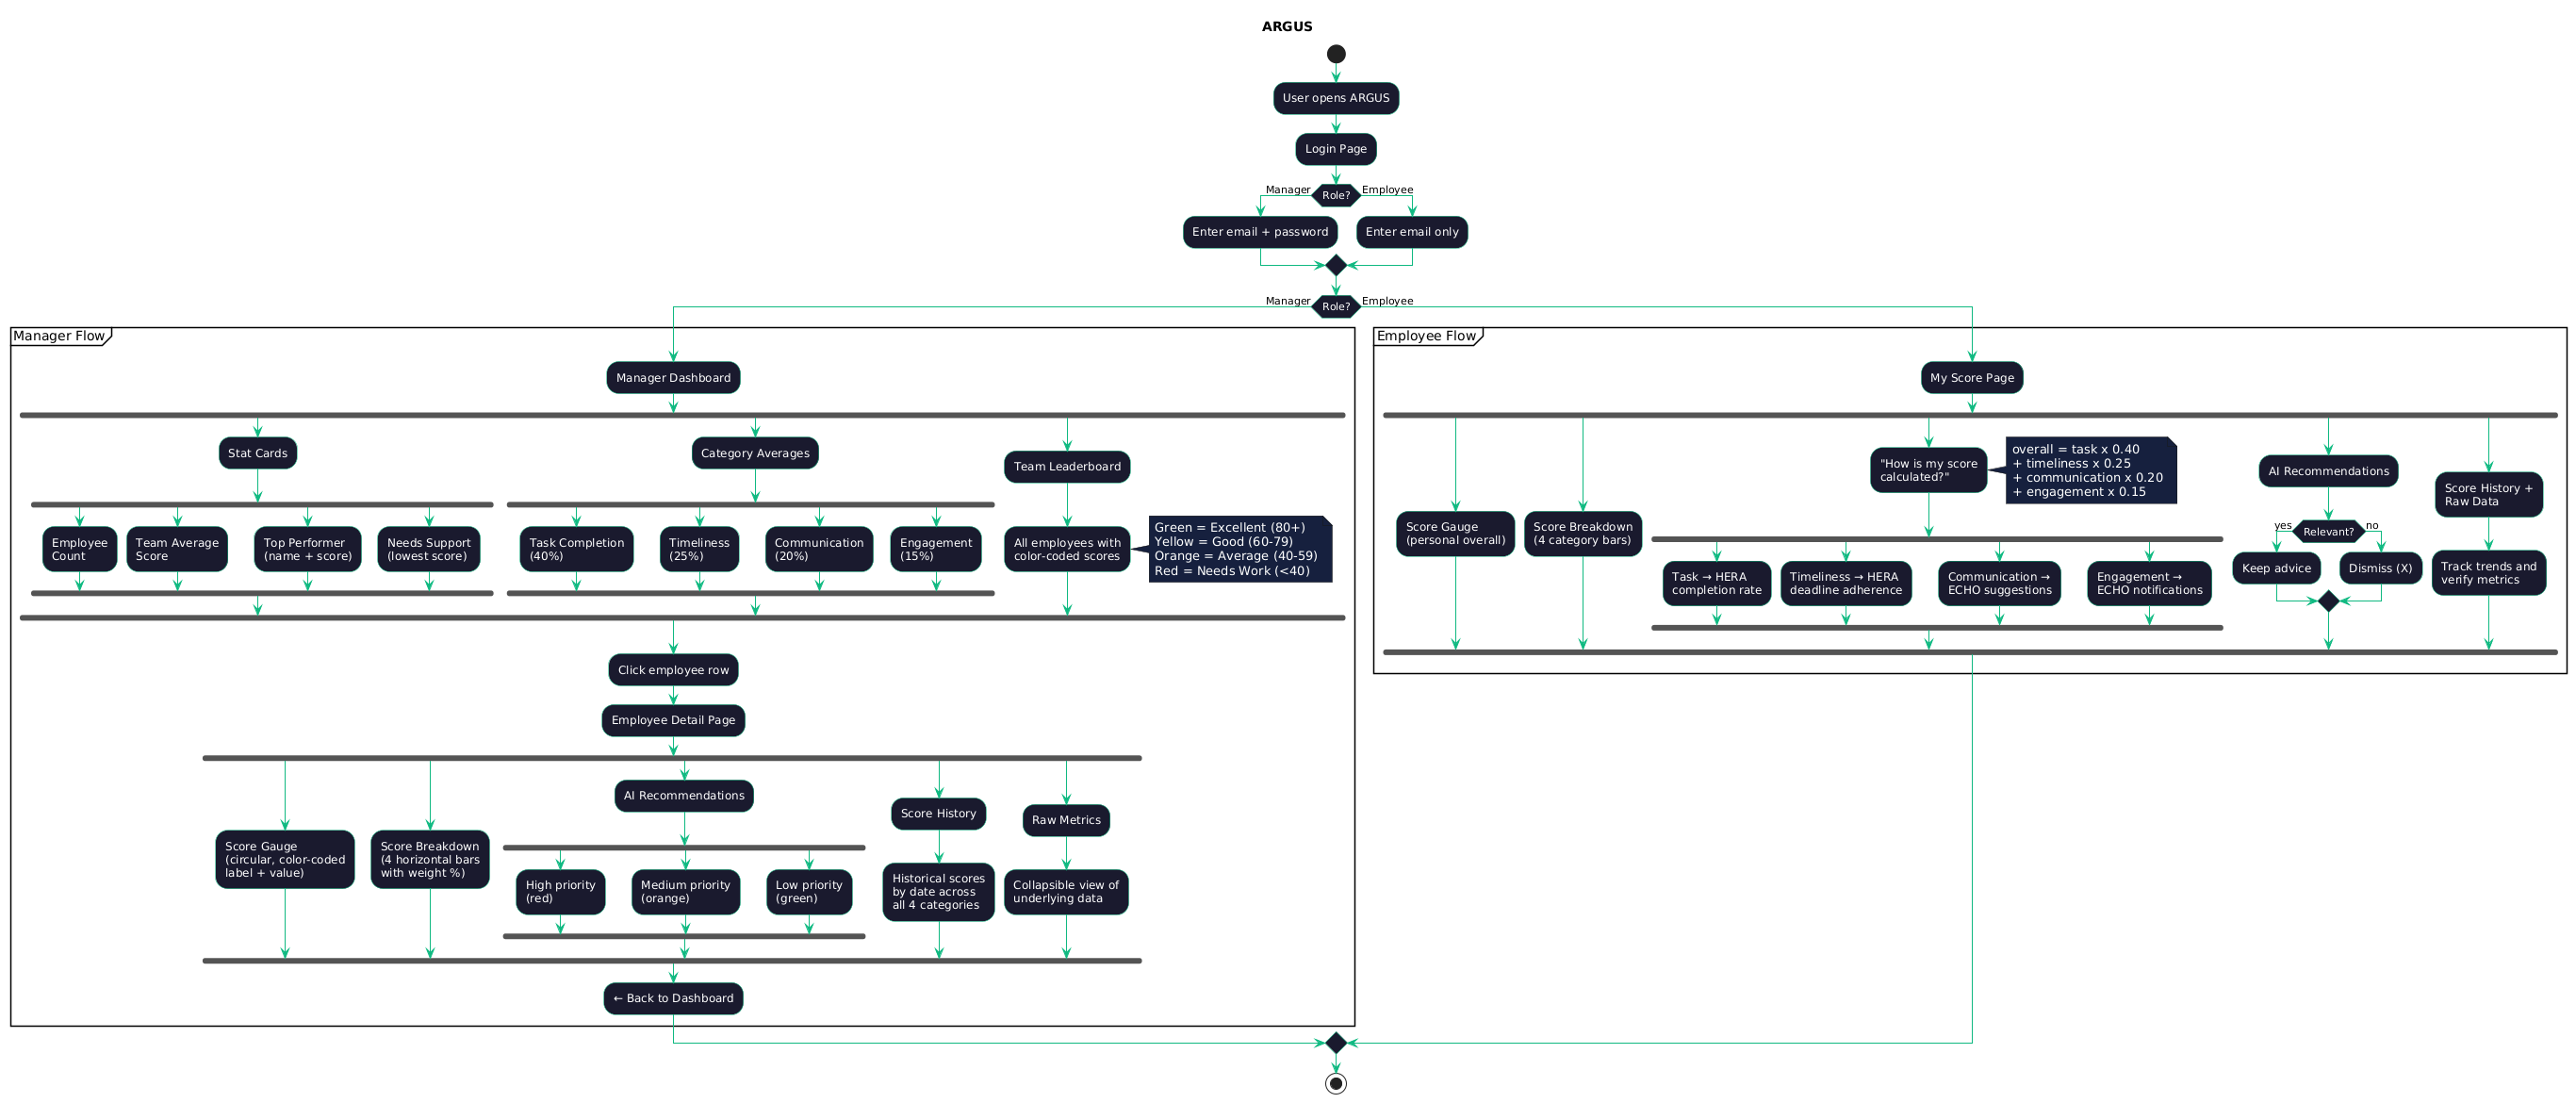 ARGUS
User opens ARGUS
Login Page
Manager
Role?
Employee
Enter email + password
Enter email only
Manager
Role?
Employee
Manager Flow
Manager Dashboard
Stat Cards
Employee
Count
Team Average
Score
Top Performer
(name + score)
Needs Support
(lowest score)
Category Averages
Task Completion
(40%)
Timeliness
(25%)
Communication
(20%)
Engagement
(15%)
Team Leaderboard
All employees with
color-coded scores
Green = Excellent (80+)
Yellow = Good (60-79)
Orange = Average (40-59)
Red = Needs Work (<40)
Click employee row
Employee Detail Page
Score Gauge
(circular, color-coded
label + value)
Score Breakdown
(4 horizontal bars
with weight %)
AI Recommendations
High priority
(red)
Medium priority
(orange)
Low priority
(green)
Score History
Historical scores
by date across
all 4 categories
Raw Metrics
Collapsible view of
underlying data
← Back to Dashboard
Employee Flow
My Score Page
Score Gauge
(personal overall)
Score Breakdown
(4 category bars)
"How is my score
calculated?"
overall = task x 0.40
+ timeliness x 0.25
+ communication x 0.20
+ engagement x 0.15
Task → HERA
completion rate
Timeliness → HERA
deadline adherence
Communication →
ECHO suggestions
Engagement →
ECHO notifications
AI Recommendations
yes
Relevant?
no
Keep advice
Dismiss (X)
Score History +
Raw Data
Track trends and
verify metrics